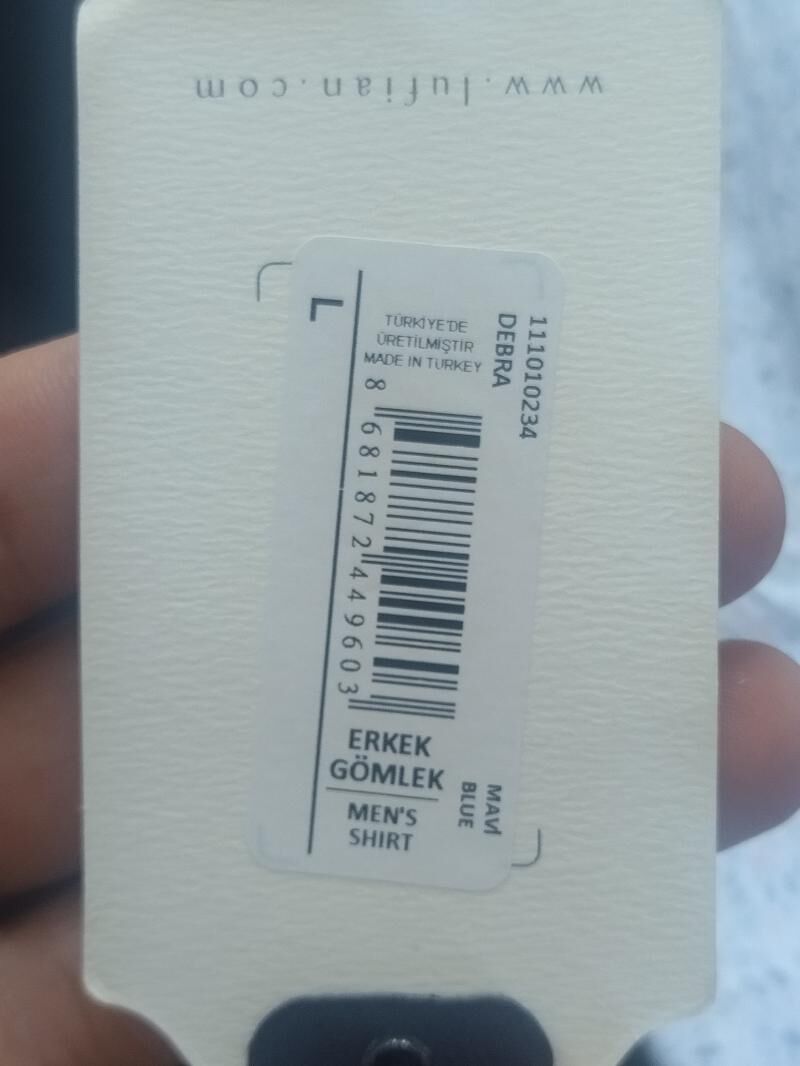 www.lufian.com
111010234
DEBRA
TÜRKİYE'DE
ÜRETİLMİŞTİR
MADE IN TURKEY
L
8 681872 449603
MAVİ
BLUE
ERKEK
GÖMLEK
MEN'S
SHIRT